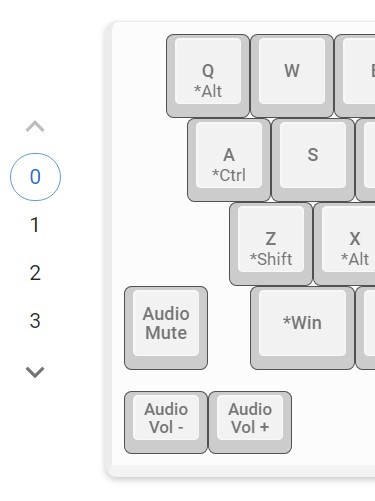 Q
*Alt
W
0
A
*Ctrl
S
1
Z
*Shift
X
*Alt
2
3
Audio
Mute
*Win
Audio
Vol -
Audio
Vol +